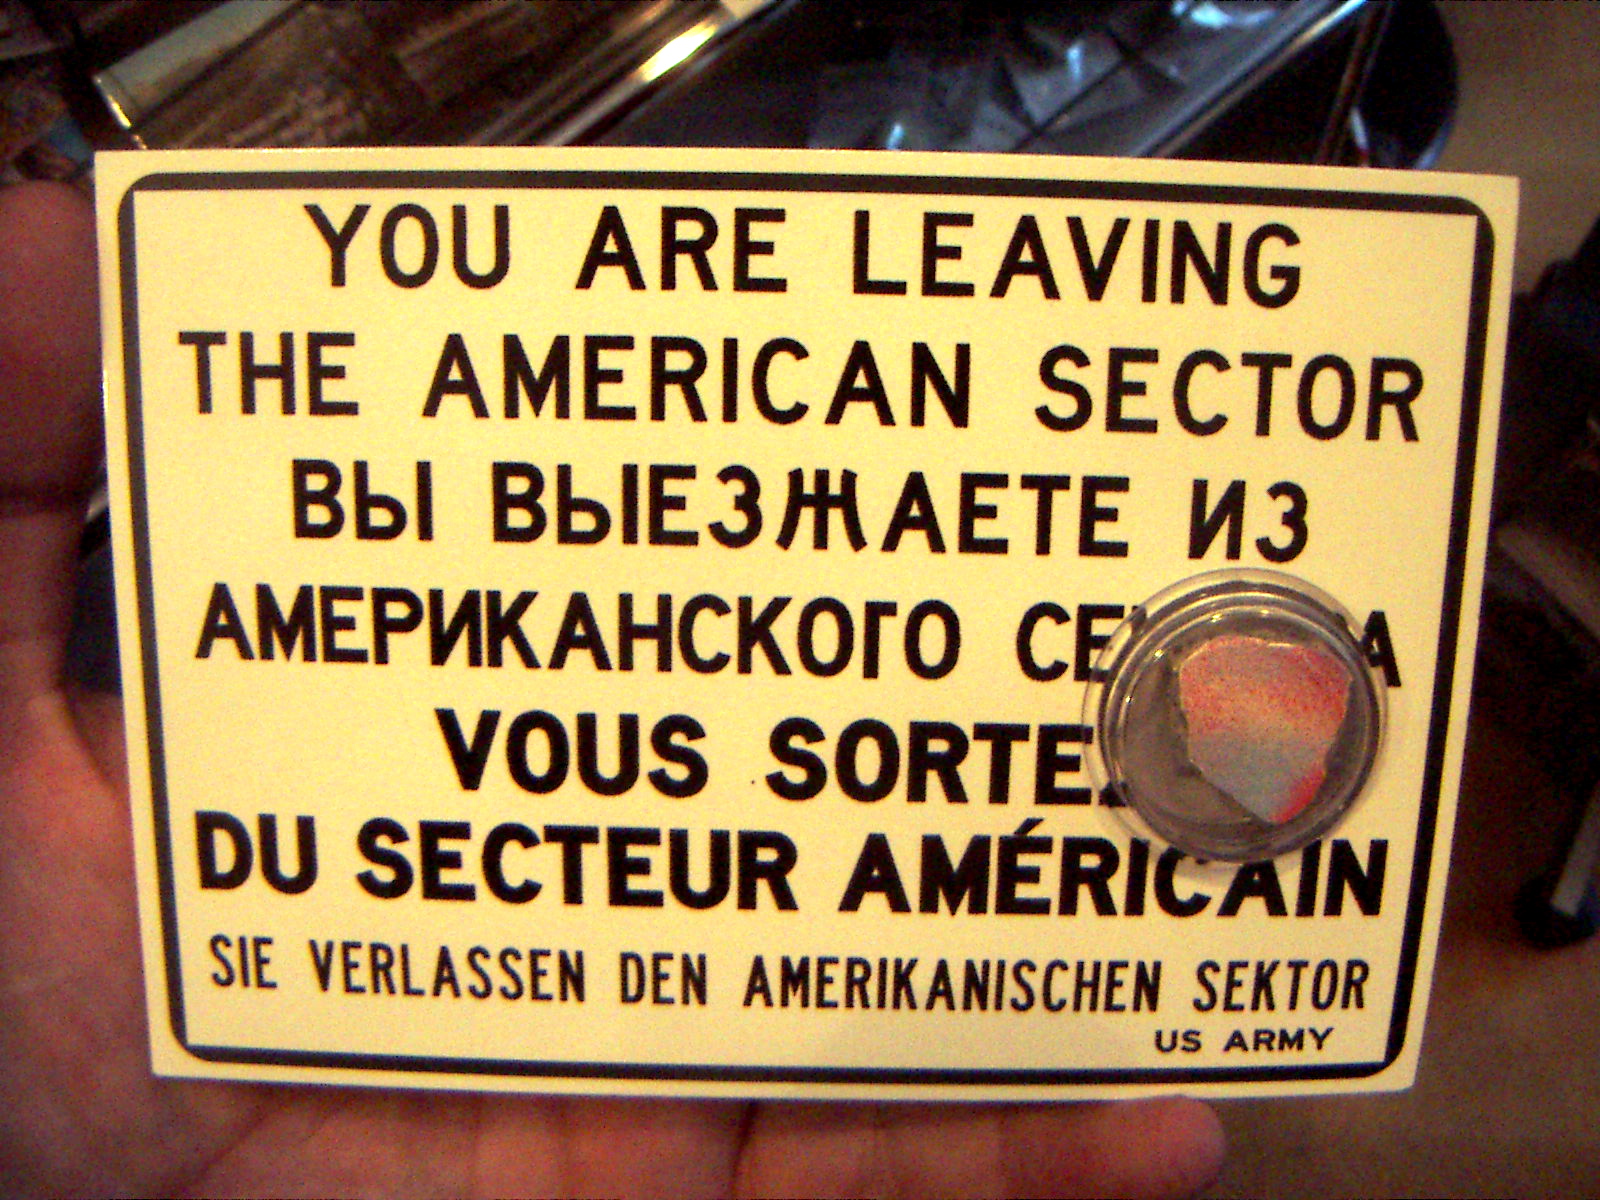 YOU ARE LEAVING
THE AMERICAN SECTOR
ВЫ ВЫЕЗЖАЕТЕ ИЗ
АМЕРИКАНСКОГО
VOUS SORTEZ
DU SECTEUR AMÉRICAIN
SIE VERLASSEN DEN AMERIKANISCHEN SEKTOR
US ARMY